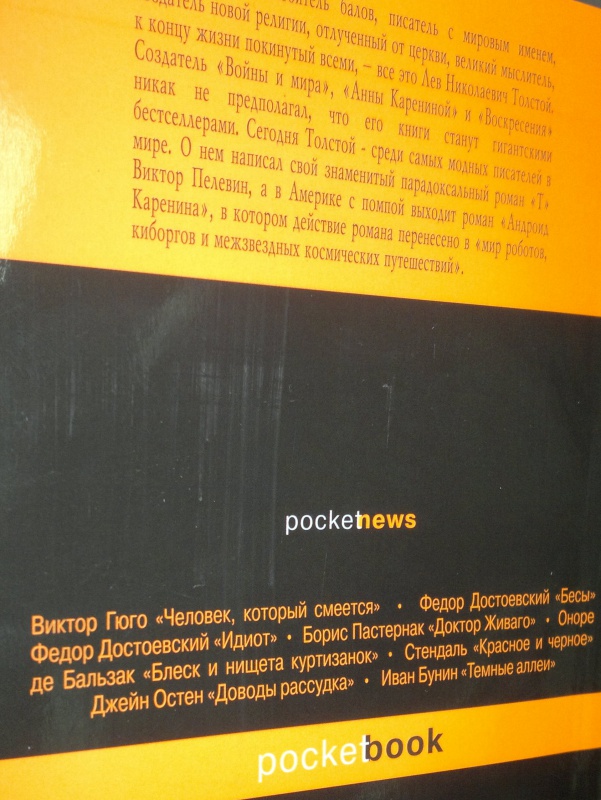 балов, писатель с мировым именем,
новой религии, отлученный от церкви, великий мыслитель,
к концу жизни покинутый всеми, – все это Лев Николаевич Толстой.
Создатель «Войны и мира», «Анны Карениной» и «Воскресения»
никак не предполагал, что его книги станут гигантскими
бестселлерами. Сегодня Толстой - среди самых модных писателей в
мире. О нем написал свой знаменитый парадоксальный роман «Т»
Виктор Пелевин, а в Америке с помпой выходит роман «Андроид
Каренина», в котором действие романа перенесено в «мир роботов,
киборгов и межзвездных космических путешествий».
pocketnews
Виктор Гюго «Человек, который смеется» • Федор Достоевский «Бесы»
Федор Достоевский «Идиот» • Борис Пастернак «Доктор Живаго» • Оноре
де Бальзак «Блеск и нищета куртизанок» • Стендаль «Красное и черное»
Джейн Остен «Доводы рассудка» • Иван Бунин «Темные аллеи»
pocketbook